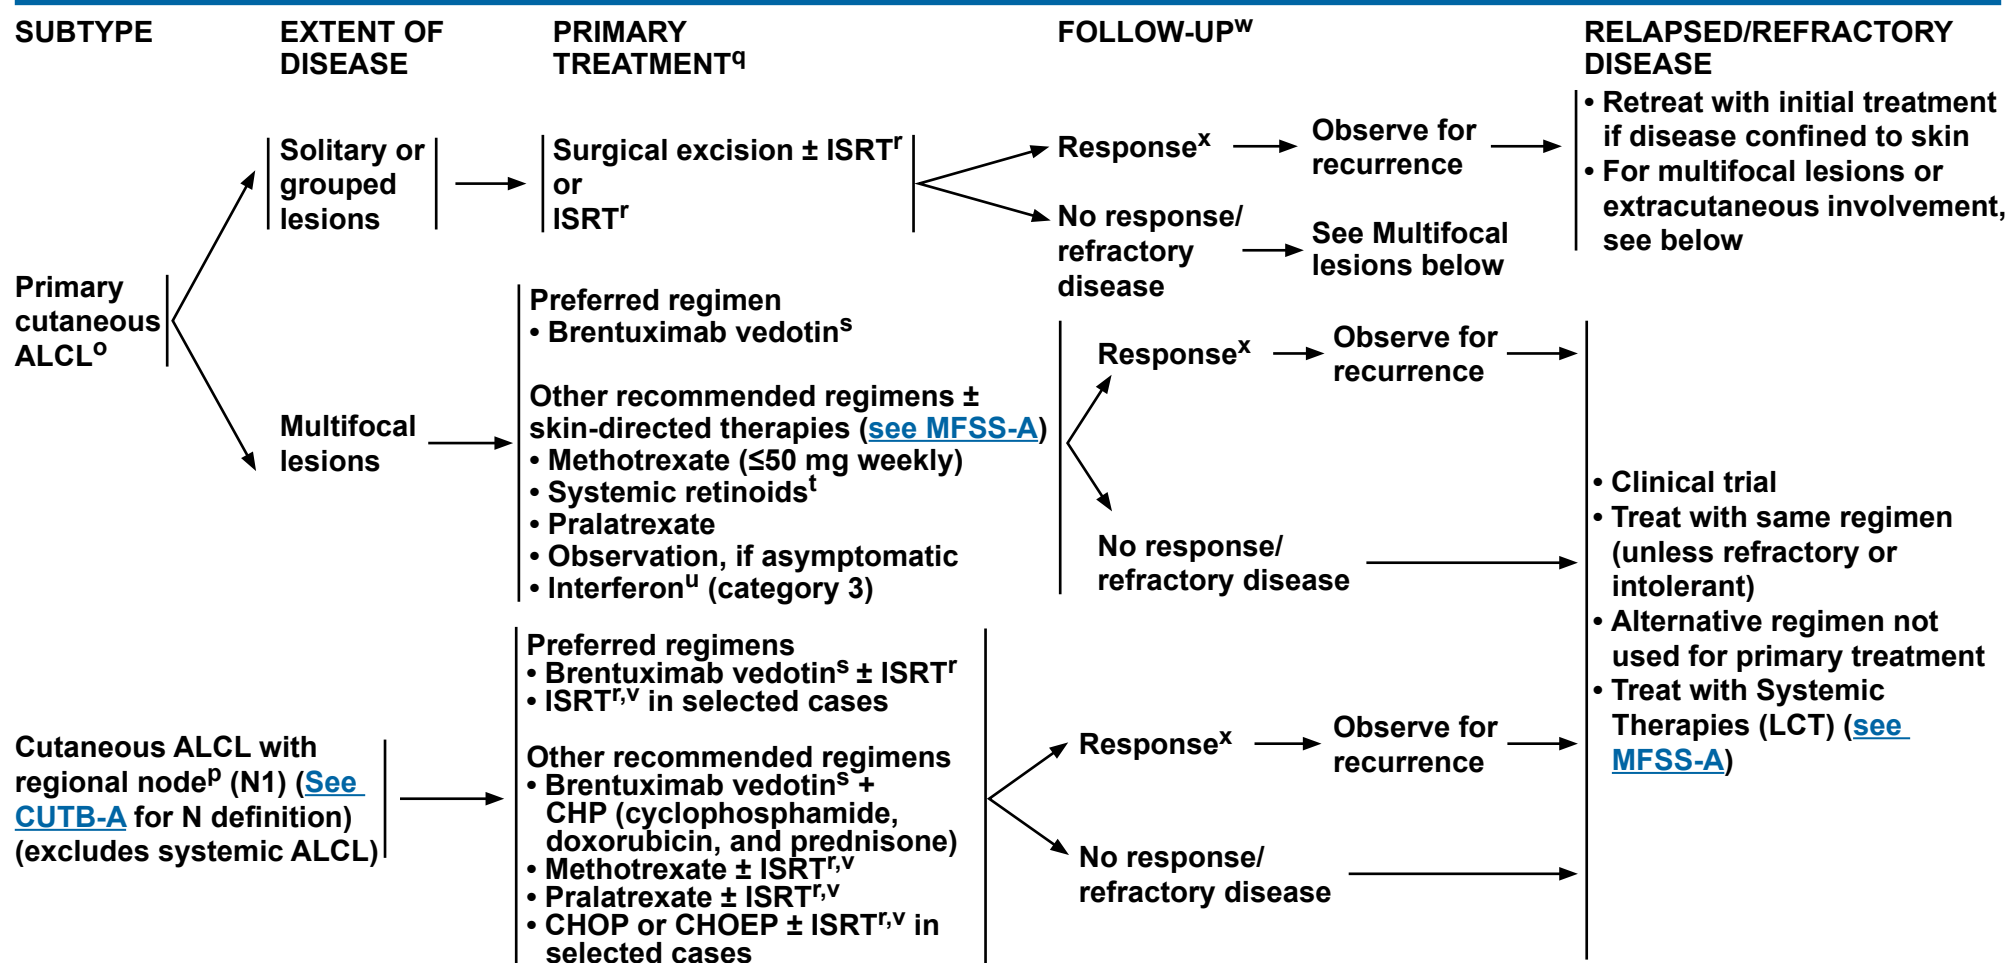 SUBTYPE
EXTENT OF
DISEASE
PRIMARY
TREATMENTq
FOLLOW-UPw
RELAPSED/REFRACTORY
DISEASE
Primary
cutaneous
ALCLo
Solitary or
grouped
lesions
Surgical excision ± ISRTr
or
ISRTr
Responsex
Observe for
recurrence
No response/
refractory
disease
See Multifocal
lesions below
• Retreat with initial treatment
if disease confined to skin
• For multifocal lesions or
extracutaneous involvement,
see below
Multifocal
lesions
Preferred regimen
• Brentuximab vedotins
Other recommended regimens ±
skin-directed therapies (see MFSS-A)
• Methotrexate (≤50 mg weekly)
• Systemic retinoidst
• Pralatrexate
• Observation, if asymptomatic
• Interferonu (category 3)
Responsex
Observe for
recurrence
No response/
refractory disease
Cutaneous ALCL with
regional nodep (N1) (See
CUTB-A for N definition)
(excludes systemic ALCL)
Preferred regimens
• Brentuximab vedotins ± ISRTr
• ISRTr,v in selected cases
Other recommended regimens
• Brentuximab vedotins +
CHP (cyclophosphamide,
doxorubicin, and prednisone)
• Methotrexate ± ISRTr,v
• Pralatrexate ± ISRTr,v
• CHOP or CHOEP ± ISRTr,v in
selected cases
Responsex
Observe for
recurrence
No response/
refractory disease
• Clinical trial
• Treat with same regimen
(unless refractory or
intolerant)
• Alternative regimen not
used for primary treatment
• Treat with Systemic
Therapies (LCT) (see
MFSS-A)